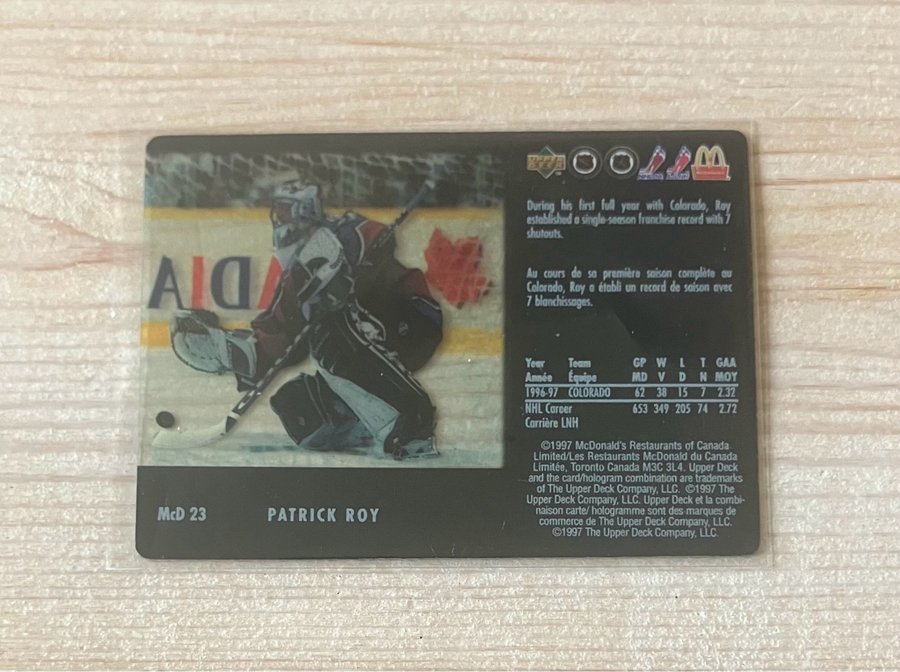 During his first full year with Colorado, Roy
established a single-season franchise record with 7
shutouts.
Au cours de sa première saison complète au
Colorado, Roy a établi un record de saison avec
7 blanchissages.
Year Team GP W L T GAA
Année Équipe MD V D N MOY
1996-97 COLORADO 62 38 15 7 2.32
NHL Career 653 349 205 74 2.72
Carrière LNH
©1997 McDonald's Restaurants of Canada
Limited/Les Restaurants McDonald du Canada
Limitée, Toronto Canada M3C 3L4. Upper Deck
and the card/hologram combination are trademarks
of The Upper Deck Company, LLC. ©1997 The
Upper Deck Company, LLC. Upper Deck et la combi-
naison carte/ hologramme sont des marques de
commerce de The Upper Deck Company, LLC.
©1997 The Upper Deck Company, LLC.
McD 23 PATRICK ROY